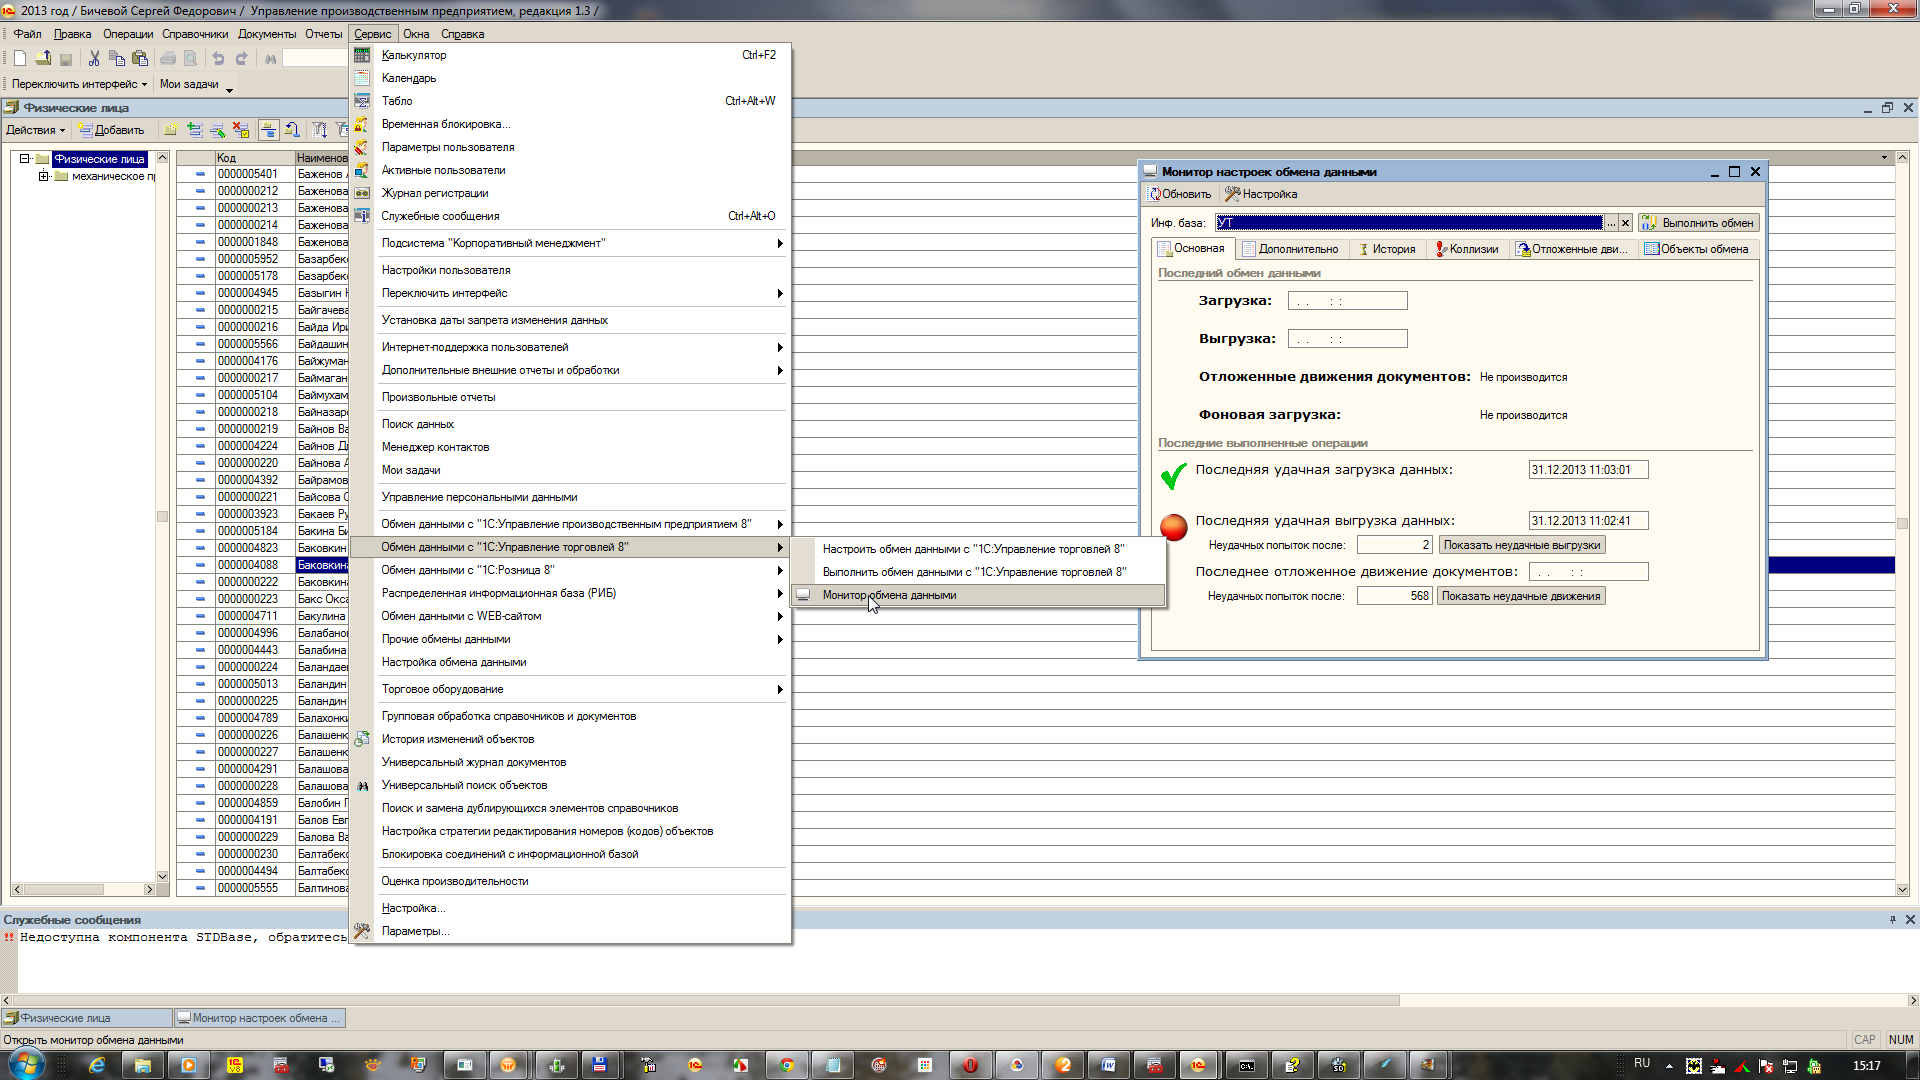 2013 год / Бичевой Сергей Федорович / Управление производственным предприятием, редакция 1.3 /
Файл Правка Операции Справочники Документы Отчеты Сервис Окна Справка
Переключить интерфейс Мои задачи
Физические лица
Действия Добавить
Физические лица
механическое п
Код Наименов
0000005401 Баженов
0000000212 Баженова
0000000213 Баженова
0000000214 Баженова
0000001848 Баженова
0000005952 Базарбек
0000005178 Базарбек
0000004945 Базыгин
0000000215 Байгачева
0000000216 Байда Ири
0000005566 Байдашин
0000004176 Байжуман
0000000217 Баймаган
0000005104 Баймухам
0000000218 Байназар
0000000219 Байнов Ва
0000004224 Байнов Д
0000000220 Байнова А
0000004392 Байрамов
0000000221 Байсова О
0000003923 Бакаев Ру
0000005184 Бакина Би
0000004823 Баковкин
0000004088 Баковкина
0000000222 Баковкина
0000000223 Бакс Окса
0000004711 Бакулина
0000004996 Балабано
0000004443 Балабина
0000000224 Баландае
0000005013 Баландин
0000000225 Баландин
0000004789 Балахонки
0000000226 Балашенк
0000000227 Балашенк
0000004291 Балашова
0000000228 Балашова
0000004859 Балобин Г
0000004191 Балов Евг
0000000229 Балова Ва
0000000230 Балтабек
0000004494 Балтабек
0000005555 Балтинова
Калькулятор Ctrl+F2
Календарь
Табло Ctrl+Alt+W
Временная блокировка...
Параметры пользователя
Активные пользователи
Журнал регистрации
Служебные сообщения Ctrl+Alt+O
Подсистема "Корпоративный менеджмент"
Настройки пользователя
Переключить интерфейс
Установка даты запрета изменения данных
Интернет-поддержка пользователей
Дополнительные внешние отчеты и обработки
Произвольные отчеты
Поиск данных
Менеджер контактов
Мои задачи
Управление персональными данными
Обмен данными с "1С:Управление производственным предприятием 8"
Обмен данными с "1С:Управление торговлей 8"
Обмен данными с "1С:Розница 8"
Распределенная информационная база (РИБ)
Обмен данными с WEB-сайтом
Прочие обмены данными
Настройка обмена данными
Торговое оборудование
Групповая обработка справочников и документов
История изменений объектов
Универсальный журнал документов
Универсальный поиск объектов
Поиск и замена дублирующихся элементов справочников
Настройка стратегии редактирования номеров (кодов) объектов
Блокировка соединений с информационной базой
Оценка производительности
Настройка...
Параметры...
Настроить обмен данными с "1С:Управление торговлей 8"
Выполнить обмен данными с "1С:Управление торговлей 8"
Монитор обмена данными
Монитор настроек обмена данными
Обновить Настройка
Инф. база: УТ ... Выполнить обмен
Основная Дополнительно История Коллизии Отложенные дви... Объекты обмена
Последний обмен данными
Загрузка: . . : :
Выгрузка: . . : :
Отложенные движения документов: Не производится
Фоновая загрузка: Не производится
Последние выполненные операции
Последняя удачная загрузка данных: 31.12.2013 11:03:01
Последняя удачная выгрузка данных: 31.12.2013 11:02:41
Неудачных попыток после: 2 Показать неудачные выгрузки
Последнее отложенное движение документов: . . : :
Неудачных попыток после: 568 Показать неудачные движения
Служебные сообщения
!! Недоступна компонента STDBase, обратитесь
Физические лица Монитор настроек обмена ...
Открыть монитор обмена данными CAP NUM
RU 15:17